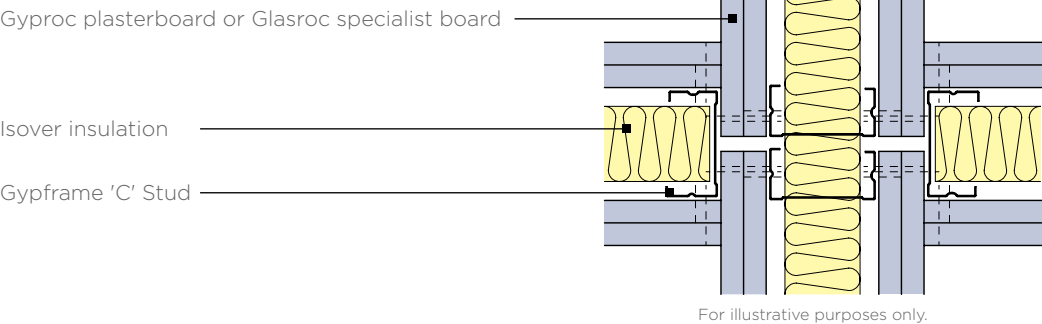 Gyproc plasterboard or Glasroc specialist board
Isover insulation
Gypframe 'C' Stud
For illustrative purposes only.